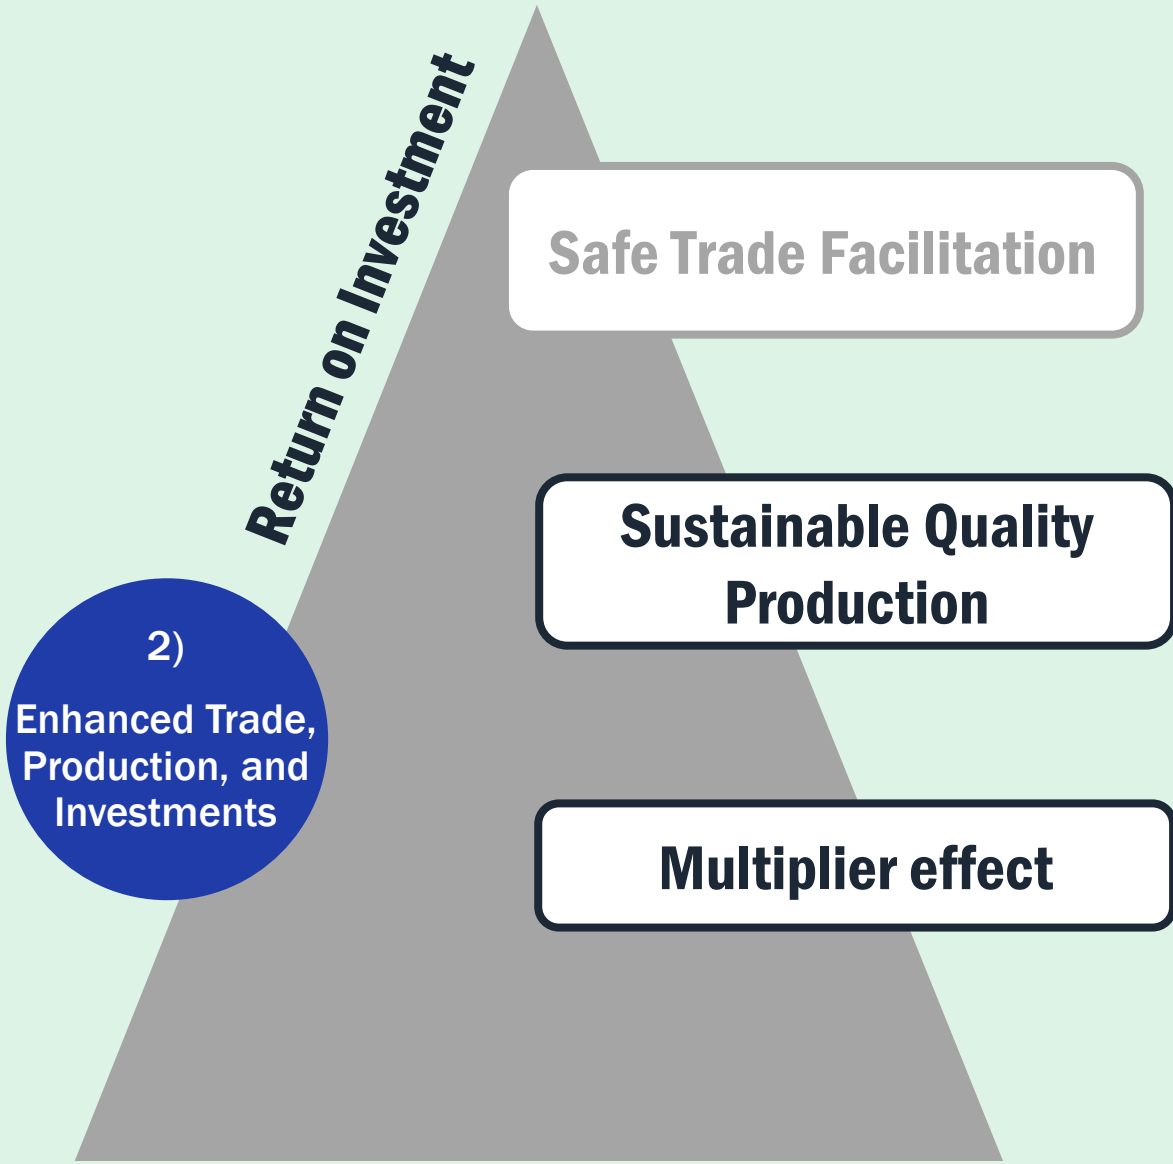 Return on Investment
Safe Trade Facilitation
Sustainable Quality
Production
2)
Enhanced Trade,
Production, and
Investments
Multiplier effect